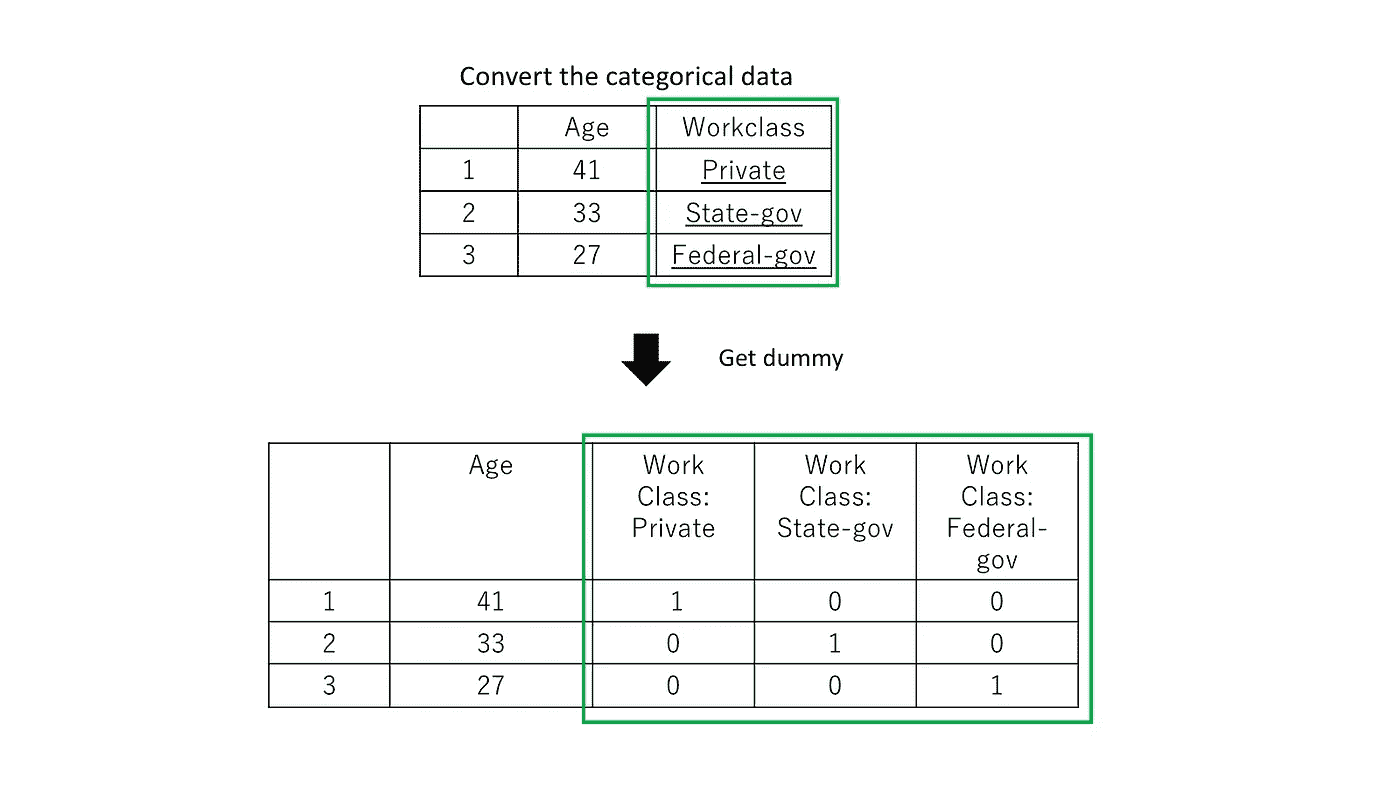 Convert the categorical data
Age Workclass
1 41 Private
2 33 State-gov
3 27 Federal-gov
Get dummy
Age Work Work Work
Class: Class: Class:
Private State-gov Federal-
gov
1 41 1 0 0
2 33 0 1 0
3 27 0 0 1